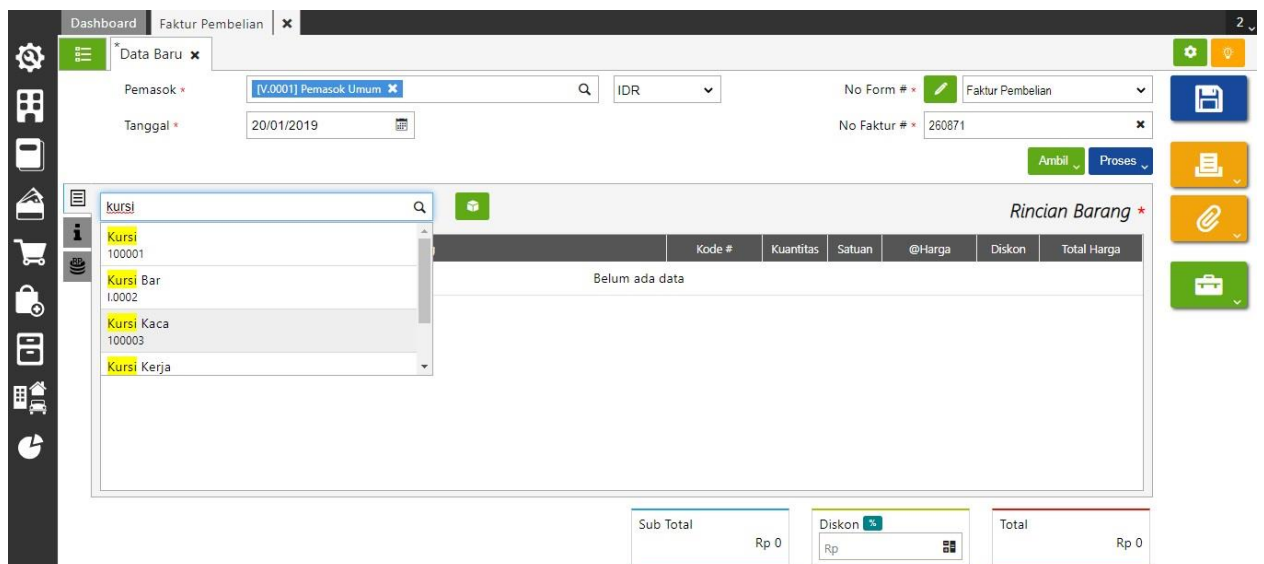 Dashboard Faktur Pembelian 2
*Data Baru
Pemasok * [V.0001] Pemasok Umum IDR No Form # * Faktur Pembelian
Tanggal * 20/01/2019 No Faktur # * 260871
Ambil Proses
kursi Rincian Barang *
Kode # Kuantitas Satuan @Harga Diskon Total Harga
Kursi
100001
Belum ada data
Kursi Bar
I.0002
Kursi Kaca
100003
Kursi Kerja
Sub Total Diskon % Total
Rp 0 Rp Rp 0